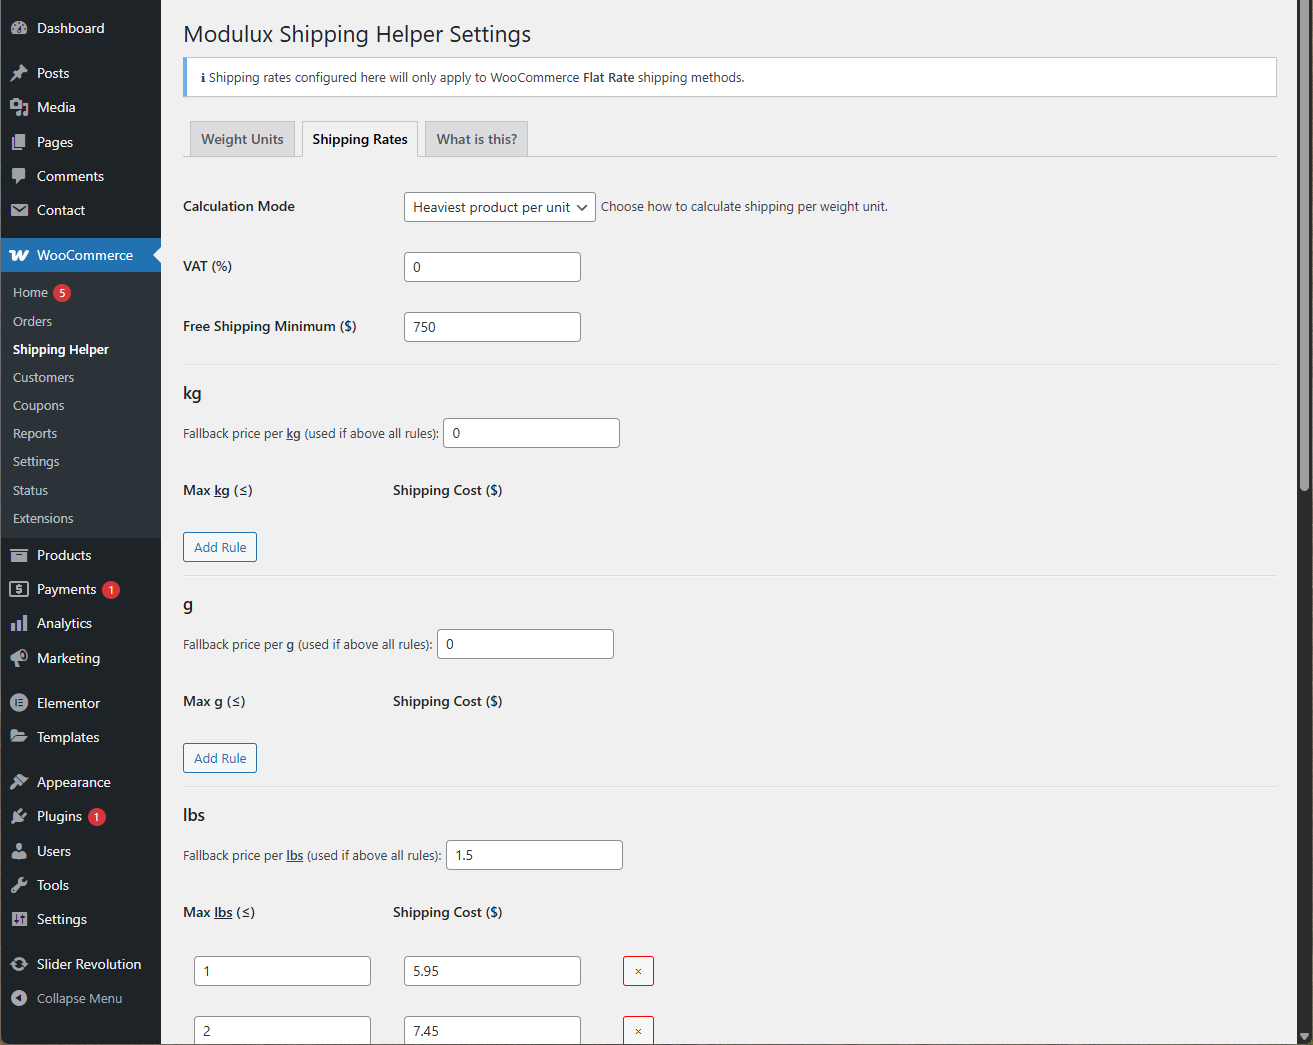 Dashboard
Posts
Media
Pages
Comments
Contact
WooCommerce
Home 5
Orders
Shipping Helper
Customers
Coupons
Reports
Settings
Status
Extensions
Products
Payments 1
Analytics
Marketing
Elementor
Templates
Appearance
Plugins 1
Users
Tools
Settings
Slider Revolution
Collapse Menu
Modulux Shipping Helper Settings
ℹ Shipping rates configured here will only apply to WooCommerce Flat Rate shipping methods.
Weight Units Shipping Rates What is this?
Calculation Mode Heaviest product per unit Choose how to calculate shipping per weight unit.
VAT (%) 0
Free Shipping Minimum ($) 750
kg
Fallback price per kg (used if above all rules): 0
Max kg (≤) Shipping Cost ($)
Add Rule
g
Fallback price per g (used if above all rules): 0
Max g (≤) Shipping Cost ($)
Add Rule
lbs
Fallback price per lbs (used if above all rules): 1.5
Max lbs (≤) Shipping Cost ($)
1 5.95 ×
2 7.45 ×